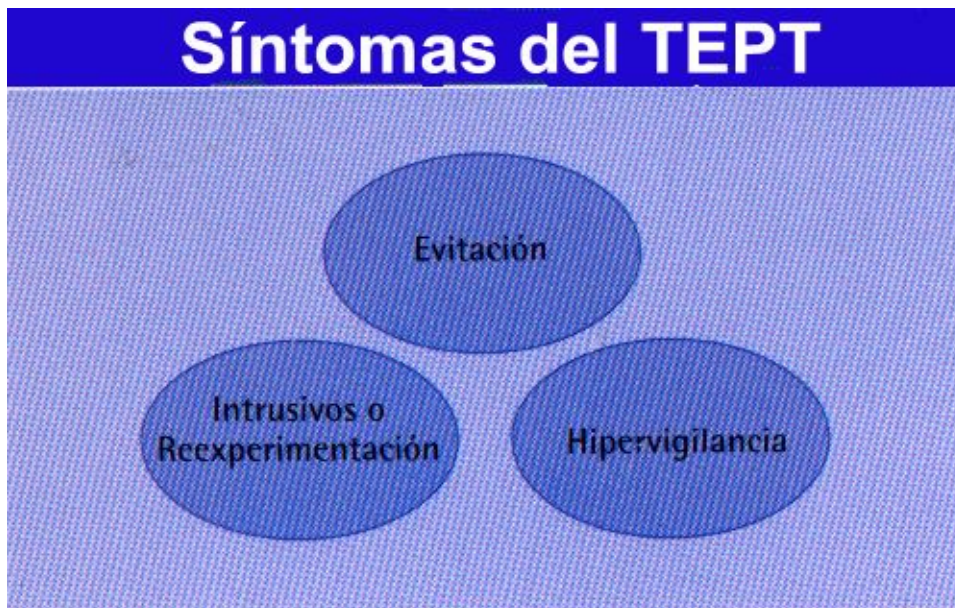 Síntomas del TEPT
Evitación
Intrusivos o
Reexperimentación
Hipervigilancia